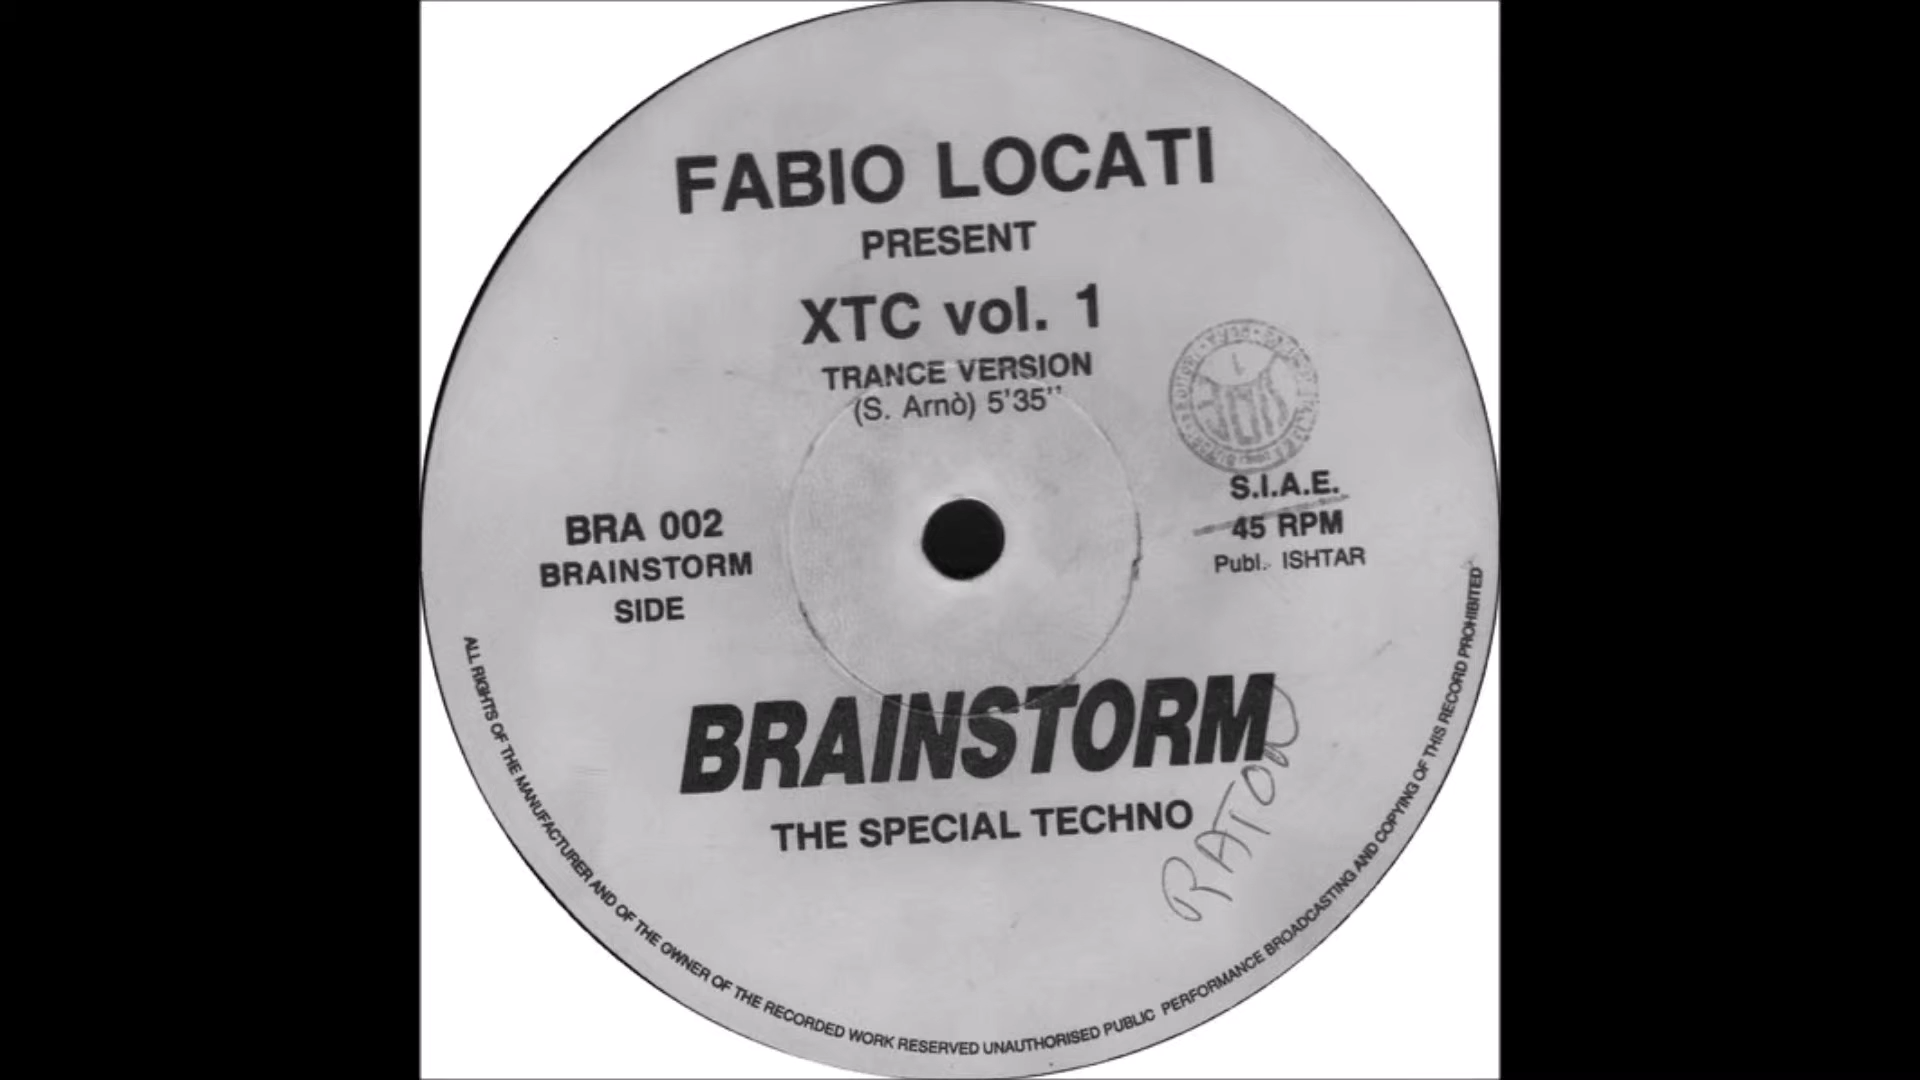 FABIO LOCATI
PRESENT
XTC vol. 1
TRANCE VERSION
(S. Arnò) 5'35''
BRA 002
BRAINSTORM
SIDE
S.I.A.E.
45 RPM
Publ. ISHTAR
BRAINSTORM
THE SPECIAL TECHNO
ALL RIGHTS OF THE MANUFACTURER AND OF THE OWNER OF THE RECORDED WORK RESERVED UNAUTHORISED PUBLIC PERFORMANCE BROADCASTING AND COPYING OF THIS RECORD PROHIBITED